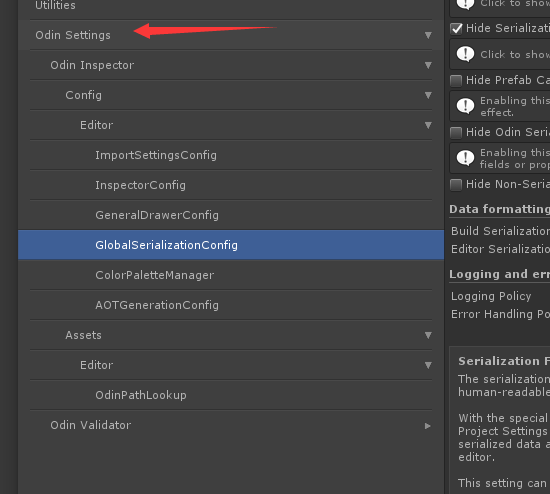 Utilities
Odin Settings
Odin Inspector
Config
Editor
ImportSettingsConfig
InspectorConfig
GeneralDrawerConfig
GlobalSerializationConfig
ColorPaletteManager
AOTGenerationConfig
Assets
Editor
OdinPathLookup
Odin Validator
Click to show
Hide Serializati
Click to show
Hide Prefab Ca
Enabling this
effect.
Hide Odin Seri
Enabling this
fields or prop
Hide Non-Seria
Data formatting
Build Serialization
Editor Serializatio
Logging and err
Logging Policy
Error Handling Po
Serialization F
The serialization
human-readable
With the special
Project Settings
serialized data a
editor.
This setting can